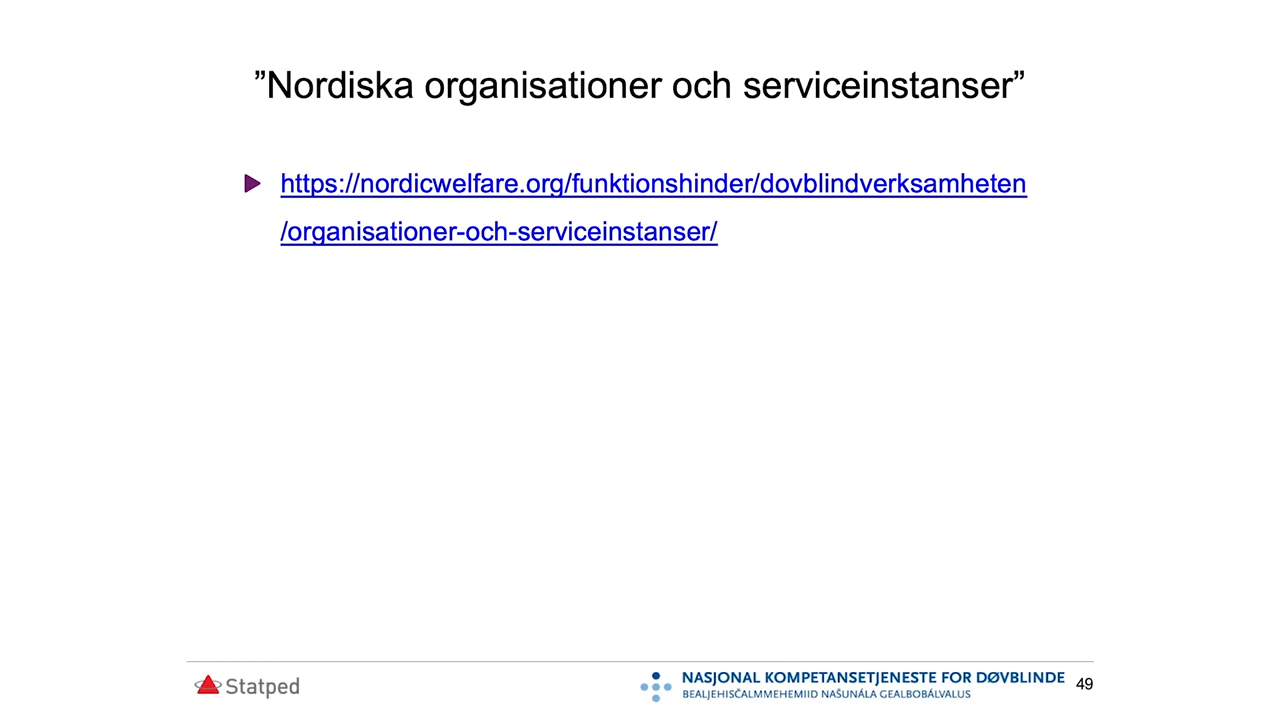 ”Nordiska organisationer och serviceinstanser”
https://nordicwelfare.org/funktionshinder/dovblindverksamheten
/organisationer-och-serviceinstanser/
Statped
NASJONAL KOMPETANSETJENESTE FOR DØVBLINDE
BEALJEHISČALMMEHEMIID NAŠUNÁLA GEALBOBÁLVALUS
49